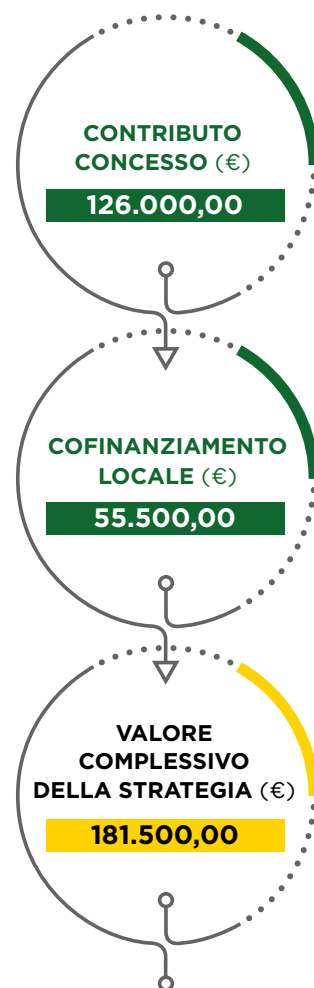 CONTRIBUTO
CONCESSO (€)
126.000,00
COFINANZIAMENTO
LOCALE (€)
55.500,00
VALORE
COMPLESSIVO
DELLA STRATEGIA (€)
181.500,00